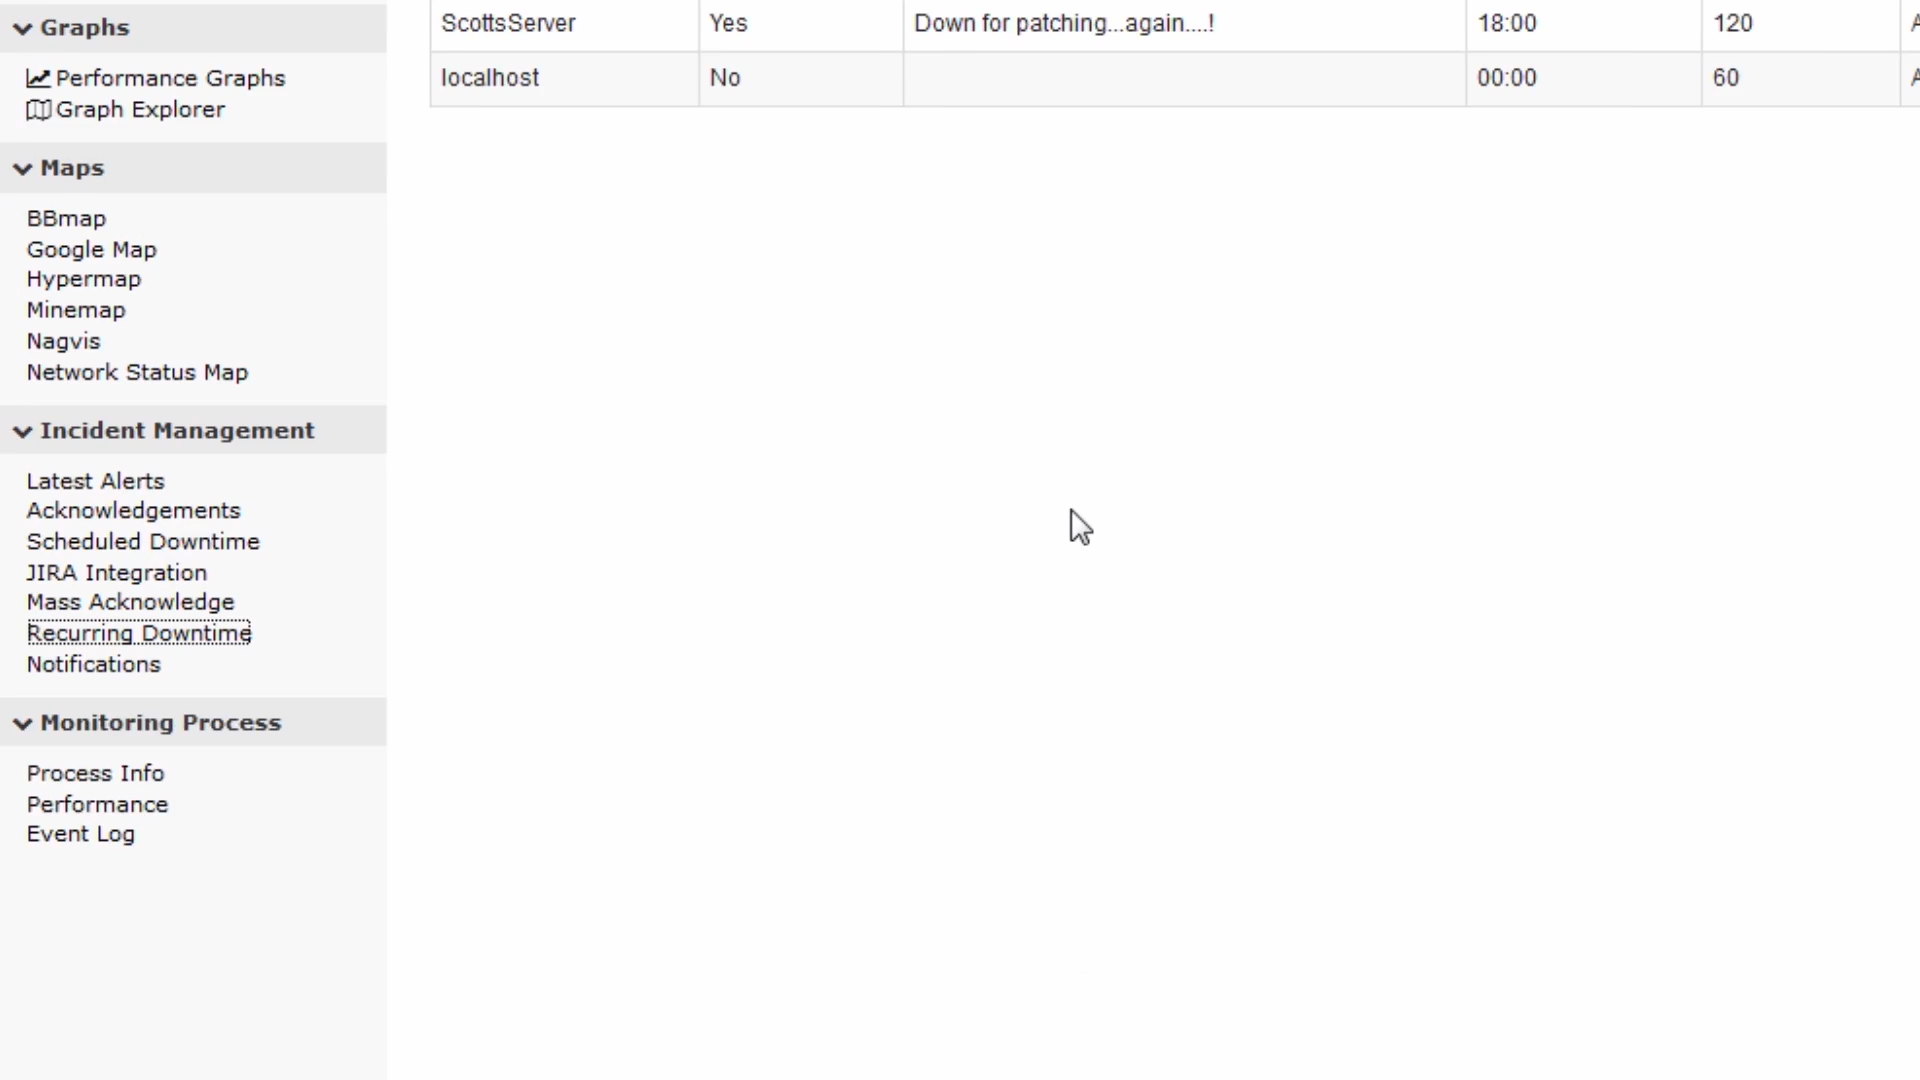 Graphs
Performance Graphs
Graph Explorer
Maps
BBmap
Google Map
Hypermap
Minemap
Nagvis
Network Status Map
Incident Management
Latest Alerts
Acknowledgements
Scheduled Downtime
JIRA Integration
Mass Acknowledge
Recurring Downtime
Notifications
Monitoring Process
Process Info
Performance
Event Log
ScottsServer Yes Down for patching...again....! 18:00 120
localhost No 00:00 60